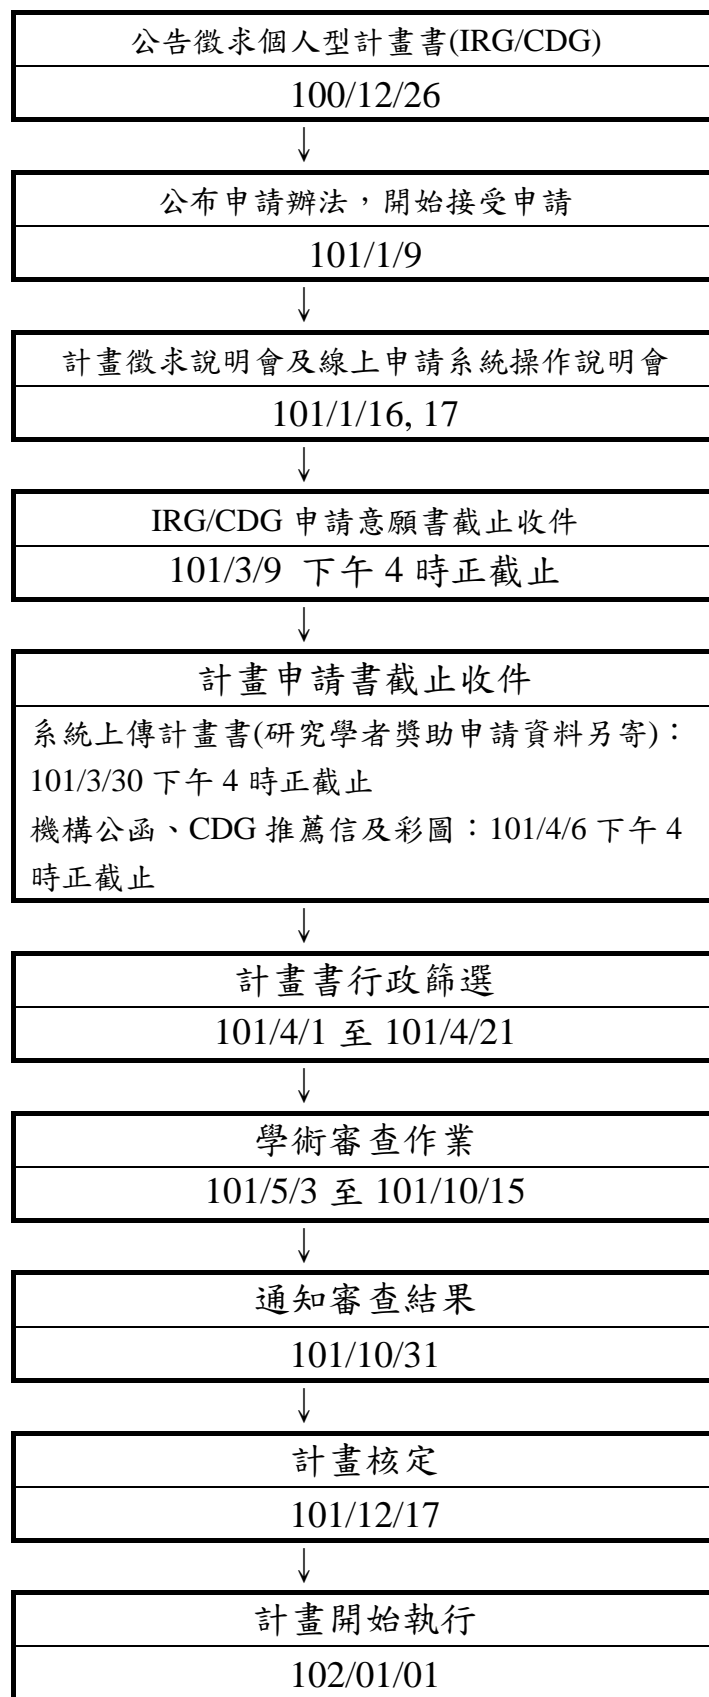 公告徵求個人型計畫書(IRG/CDG)
100/12/26
公布申請辦法，開始接受申請
101/1/9
計畫徵求說明會及線上申請系統操作說明會
101/1/16, 17
IRG/CDG 申請意願書截止收件
101/3/9 下午 4 時正截止
計畫申請書截止收件
系統上傳計畫書(研究學者獎助申請資料另寄)：
101/3/30 下午 4 時正截止
機構公函、CDG 推薦信及彩圖：101/4/6 下午 4
時正截止
計畫書行政篩選
101/4/1 至 101/4/21
學術審查作業
101/5/3 至 101/10/15
通知審查結果
101/10/31
計畫核定
101/12/17
計畫開始執行
102/01/01